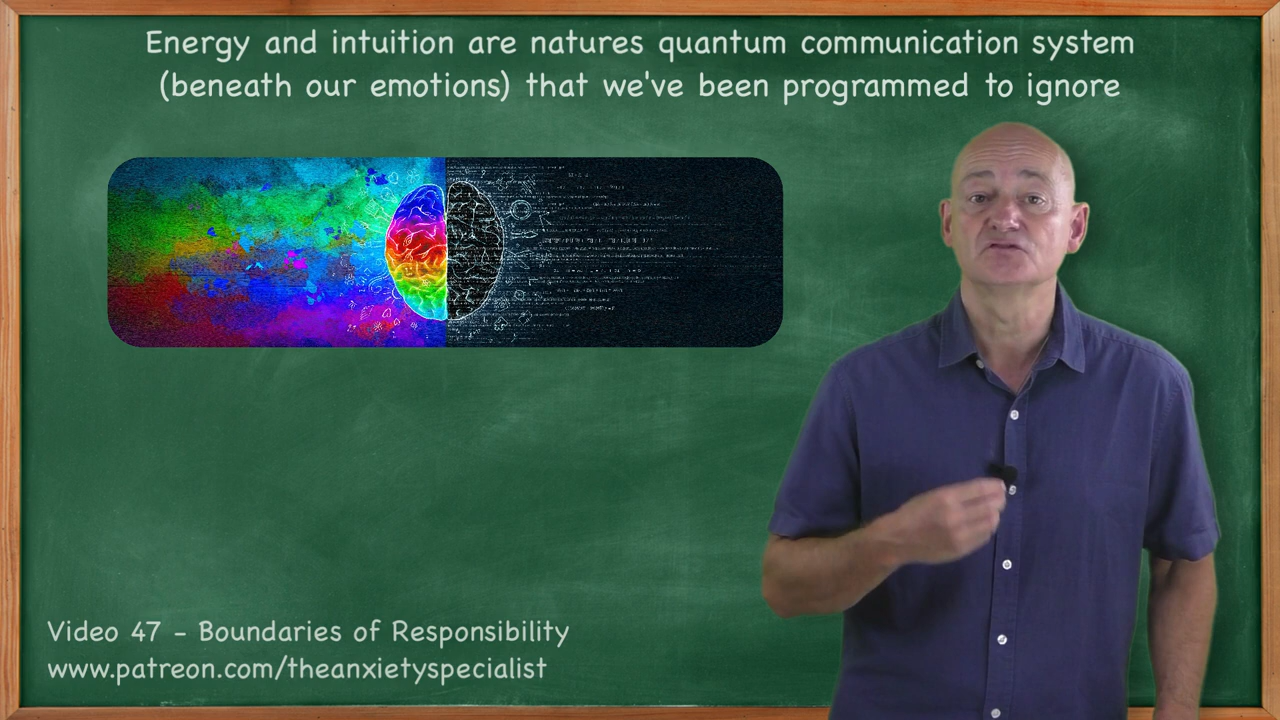 Energy and intuition are natures quantum communication system
(beneath our emotions) that we've been programmed to ignore
Video 47 - Boundaries of Responsibility
www.patreon.com/theanxietyspecialist